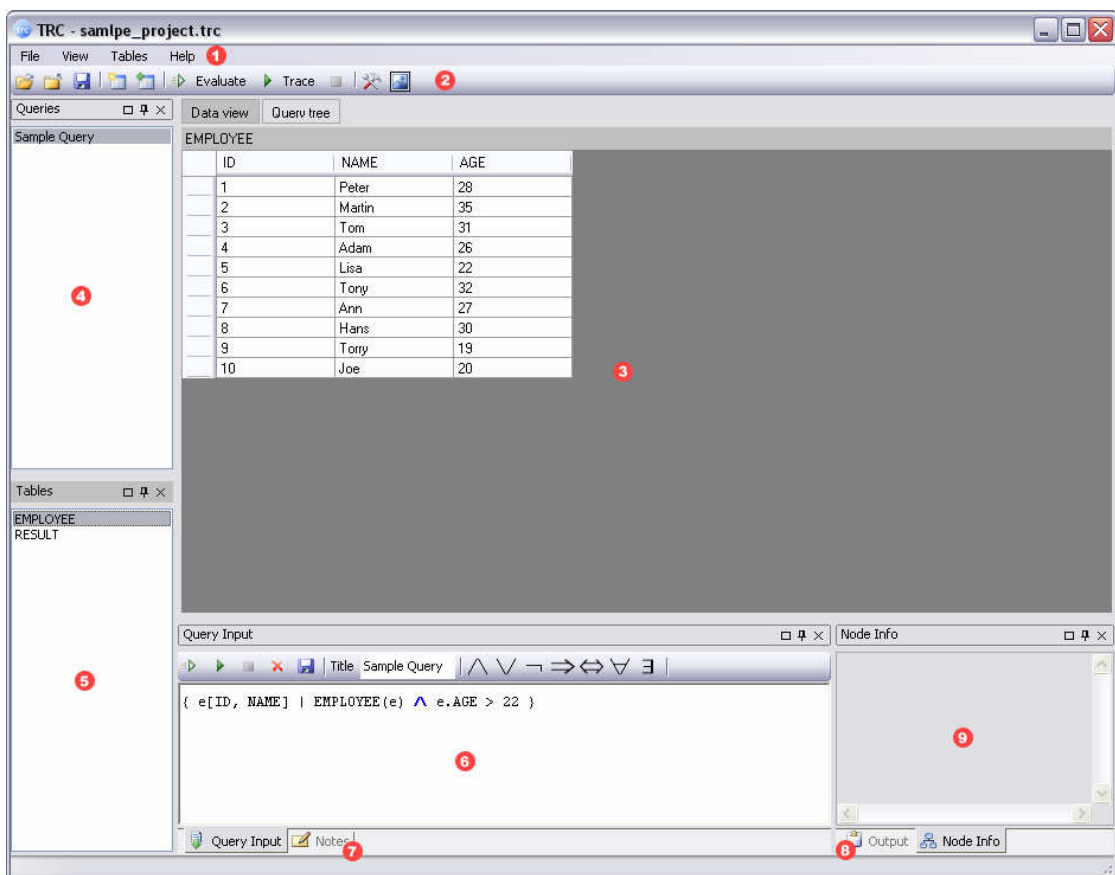 TRC - samlpe_project.trc
File View Tables Help 1
Evaluate Trace 2
Queries
Sample Query
4
Data view Query tree
EMPLOYEE
ID NAME AGE
1 Peter 28
2 Martin 35
3 Tom 31
4 Adam 26
5 Lisa 22
6 Tony 32
7 Ann 27
8 Hans 30
9 Torry 19
10 Joe 20
3
Tables
EMPLOYEE
RESULT
5
Query Input
Title Sample Query ∧ ∨ ¬ ⇒ ⇔ ∀ ∃
{ e[ID, NAME] | EMPLOYEE(e) ∧ e.AGE > 22 }
6
Query Input Notes 7
Node Info
9
8 Output Node Info